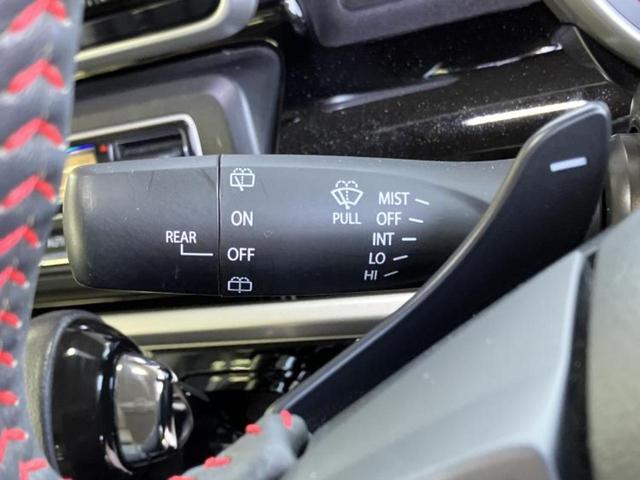 REAR
ON
OFF
PULL
MIST
OFF
INT
LO
HI